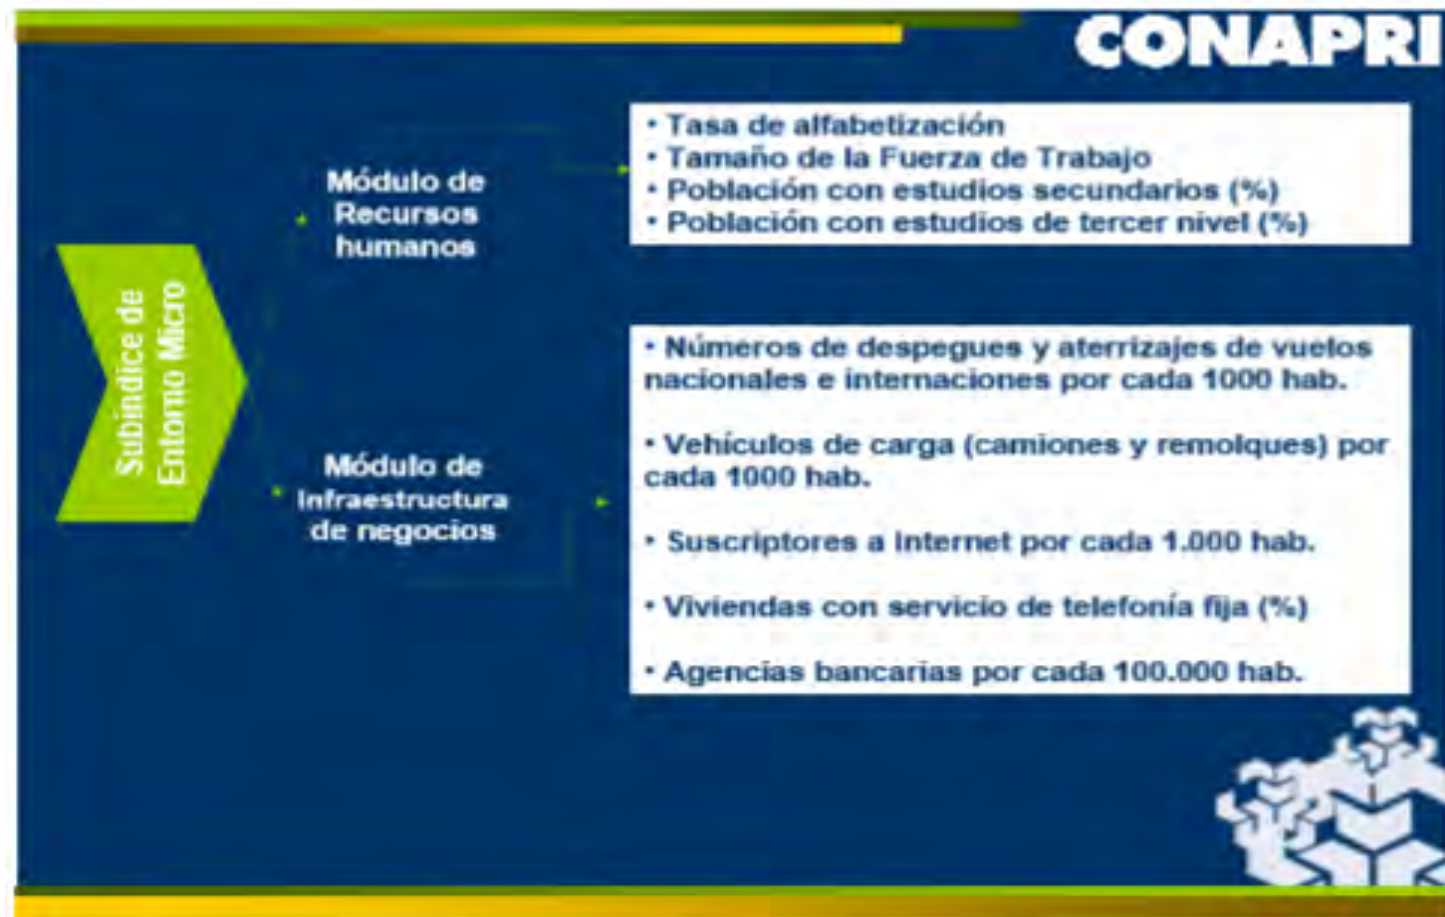 CONAPRI
Subíndice de
Entorno Micro
Módulo de
Recursos
humanos
• Tasa de alfabetización
• Tamaño de la Fuerza de Trabajo
• Población con estudios secundarios (%)
• Población con estudios de tercer nivel (%)
Módulo de
Infraestructura
de negocios
• Números de despegues y aterrizajes de vuelos
nacionales e internaciones por cada 1000 hab.
• Vehículos de carga (camiones y remolques) por
cada 1000 hab.
• Suscriptores a Internet por cada 1.000 hab.
• Viviendas con servicio de telefonía fija (%)
• Agencias bancarias por cada 100.000 hab.